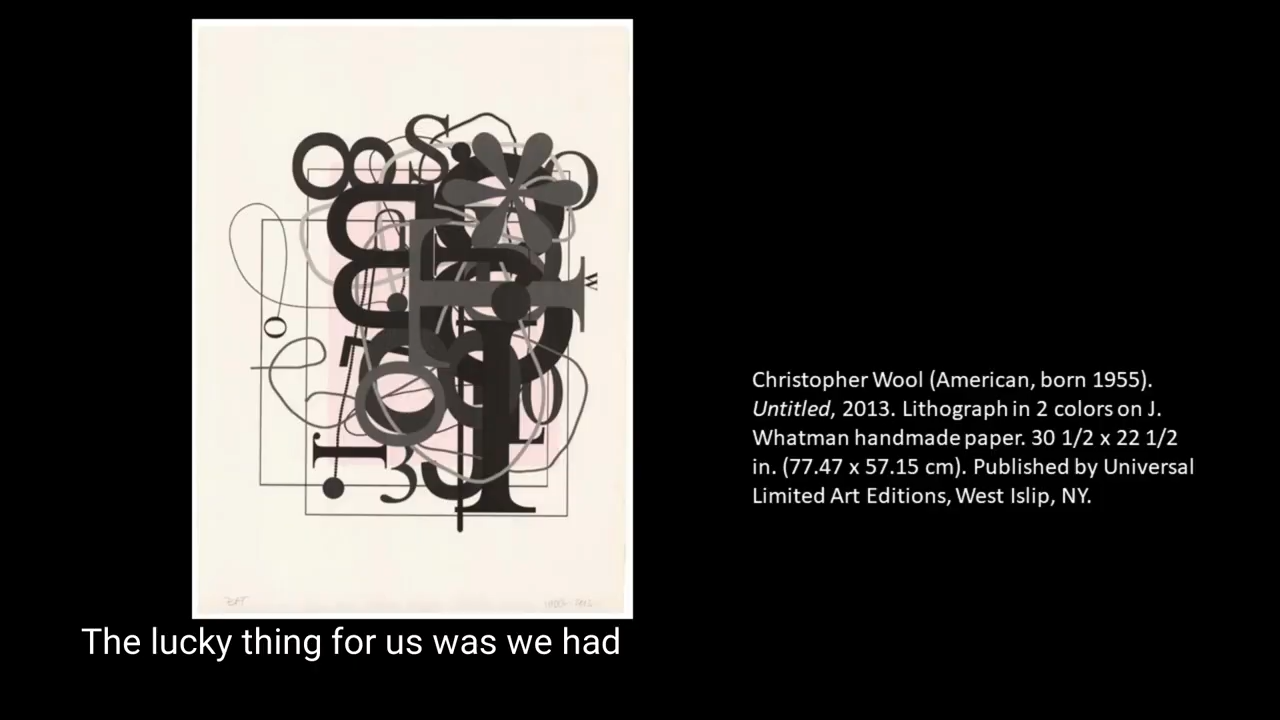 8
S
O
W
O
I
3
I
Christopher Wool (American, born 1955).
Untitled, 2013. Lithograph in 2 colors on J.
Whatman handmade paper. 30 1/2 x 22 1/2
in. (77.47 x 57.15 cm). Published by Universal
Limited Art Editions, West Islip, NY.
The lucky thing for us was we had